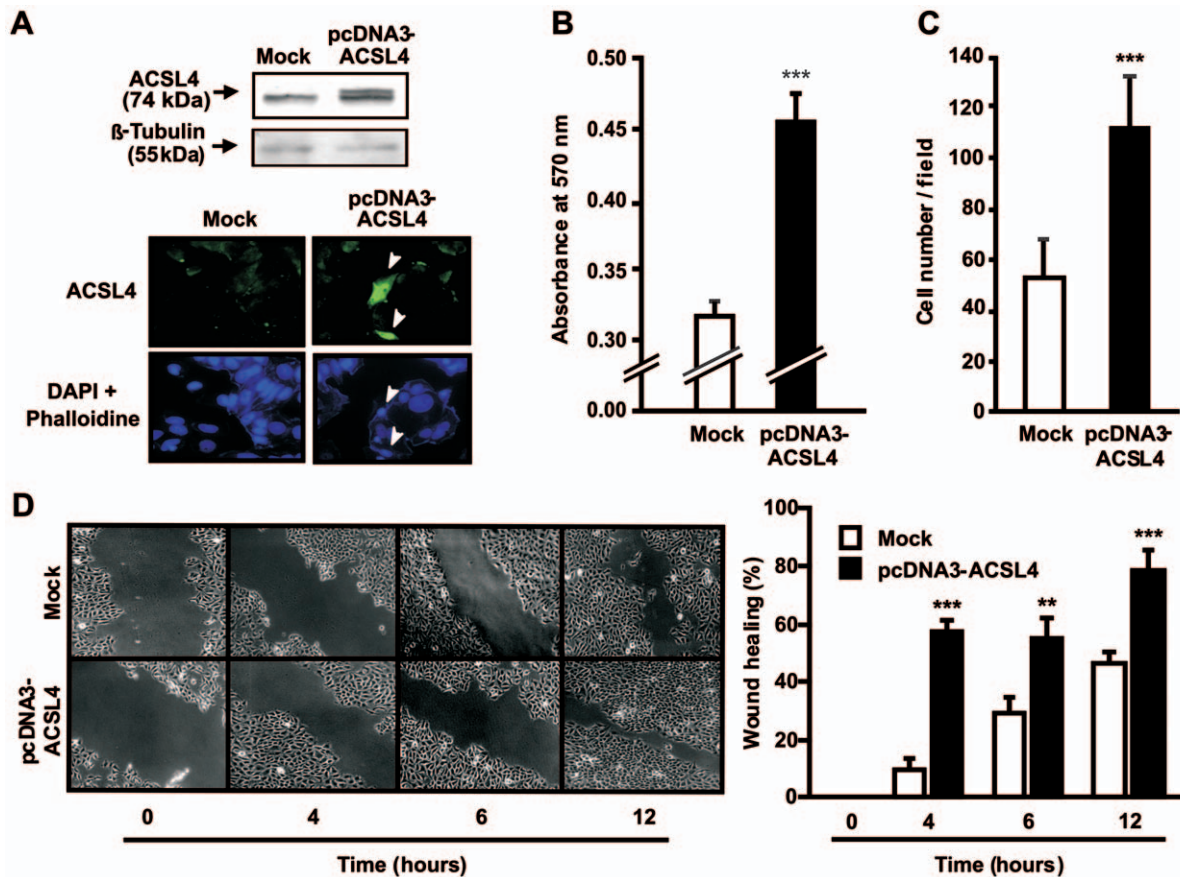 A
Mock
pcDNA3-
ACSL4
ACSL4
(74 kDa)
ß-Tubulin
(55kDa)
Mock
pcDNA3-
ACSL4
ACSL4
DAPI +
Phalloidine
B
Absorbance at 570 nm
0.50
0.45
0.40
0.35
0.30
0.00
***
Mock
pcDNA3-
ACSL4
C
Cell number / field
140
120
100
80
60
40
20
0
***
Mock
pcDNA3-
ACSL4
D
Mock
pcDNA3-
ACSL4
0
4
6
12
Time (hours)
Wound healing (%)
100
80
60
40
20
0
Mock
pcDNA3-ACSL4
***
**
***
0
4
6
12
Time (hours)